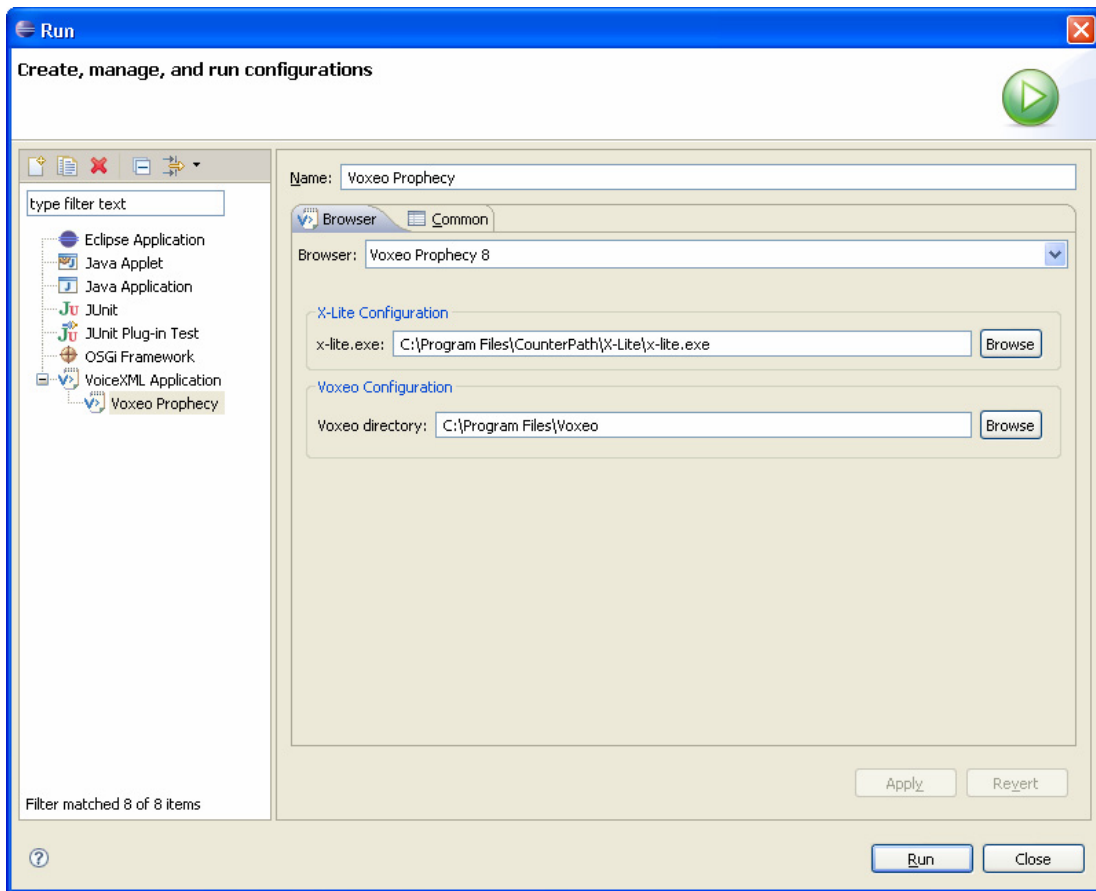 Run
Create, manage, and run configurations
type filter text
Eclipse Application
Java Applet
Java Application
JUnit
JUnit Plug-in Test
OSGi Framework
VoiceXML Application
Voxeo Prophecy
Filter matched 8 of 8 items
Name: Voxeo Prophecy
Browser Common
Browser: Voxeo Prophecy 8
X-Lite Configuration
x-lite.exe: C:\Program Files\CounterPath\X-Lite\x-lite.exe Browse
Voxeo Configuration
Voxeo directory: C:\Program Files\Voxeo Browse
Apply Revert
Run Close